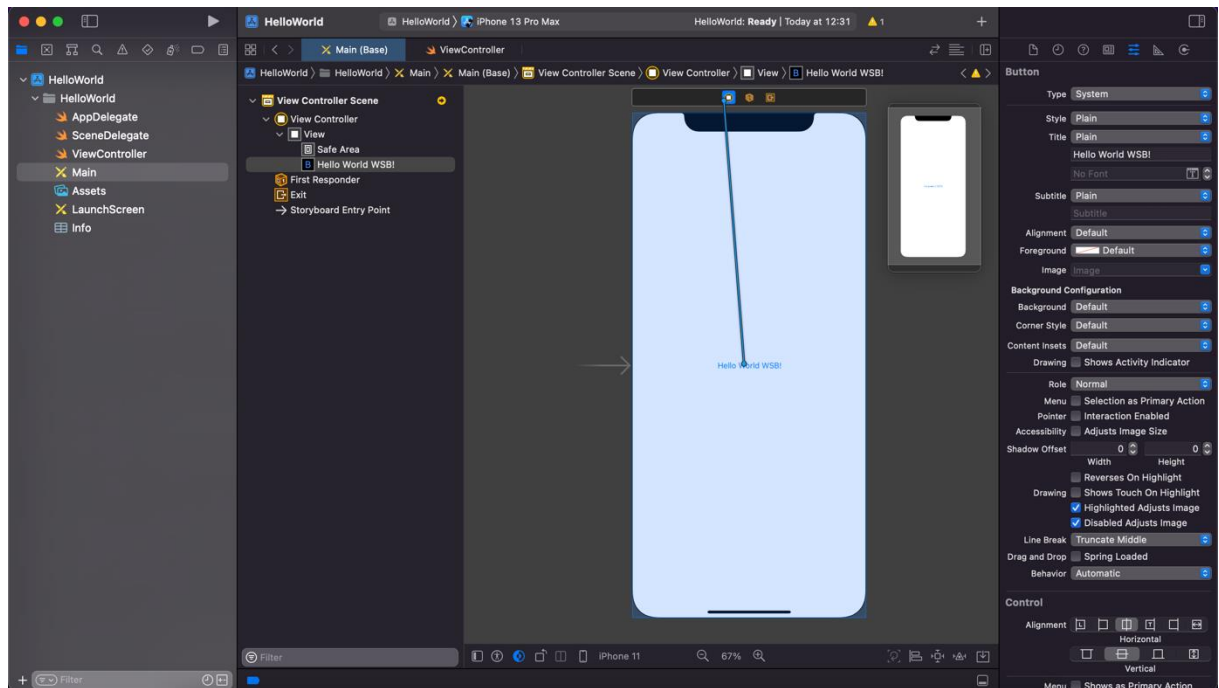 HelloWorld
HelloWorld 〉 iPhone 13 Pro Max
HelloWorld: Ready | Today at 12:31
1
Main (Base)
ViewController
HelloWorld 〉 HelloWorld 〉 Main 〉 Main (Base) 〉 View Controller Scene 〉 View Controller 〉 View 〉 B Hello World WSB!
HelloWorld
HelloWorld
AppDelegate
SceneDelegate
ViewController
Main
Assets
LaunchScreen
Info
Filter
View Controller Scene
View Controller
View
Safe Area
B Hello World WSB!
First Responder
Exit
Storyboard Entry Point
Filter
Hello World WSB!
iPhone 11
67%
Button
Type System
Style Plain
Title Plain
Hello World WSB!
No Font
Subtitle Plain
Subtitle
Alignment Default
Foreground Default
Image Image
Background Configuration
Background Default
Corner Style Default
Content Insets Default
Drawing Shows Activity Indicator
Role Normal
Menu Selection as Primary Action
Pointer Interaction Enabled
Accessibility Adjusts Image Size
Shadow Offset 0 0
Width Height
Reverses On Highlight
Drawing Shows Touch On Highlight
Highlighted Adjusts Image
Disabled Adjusts Image
Line Break Truncate Middle
Drag and Drop Spring Loaded
Behavior Automatic
Control
Alignment
Horizontal
Vertical
Menu Shows as Primary Action